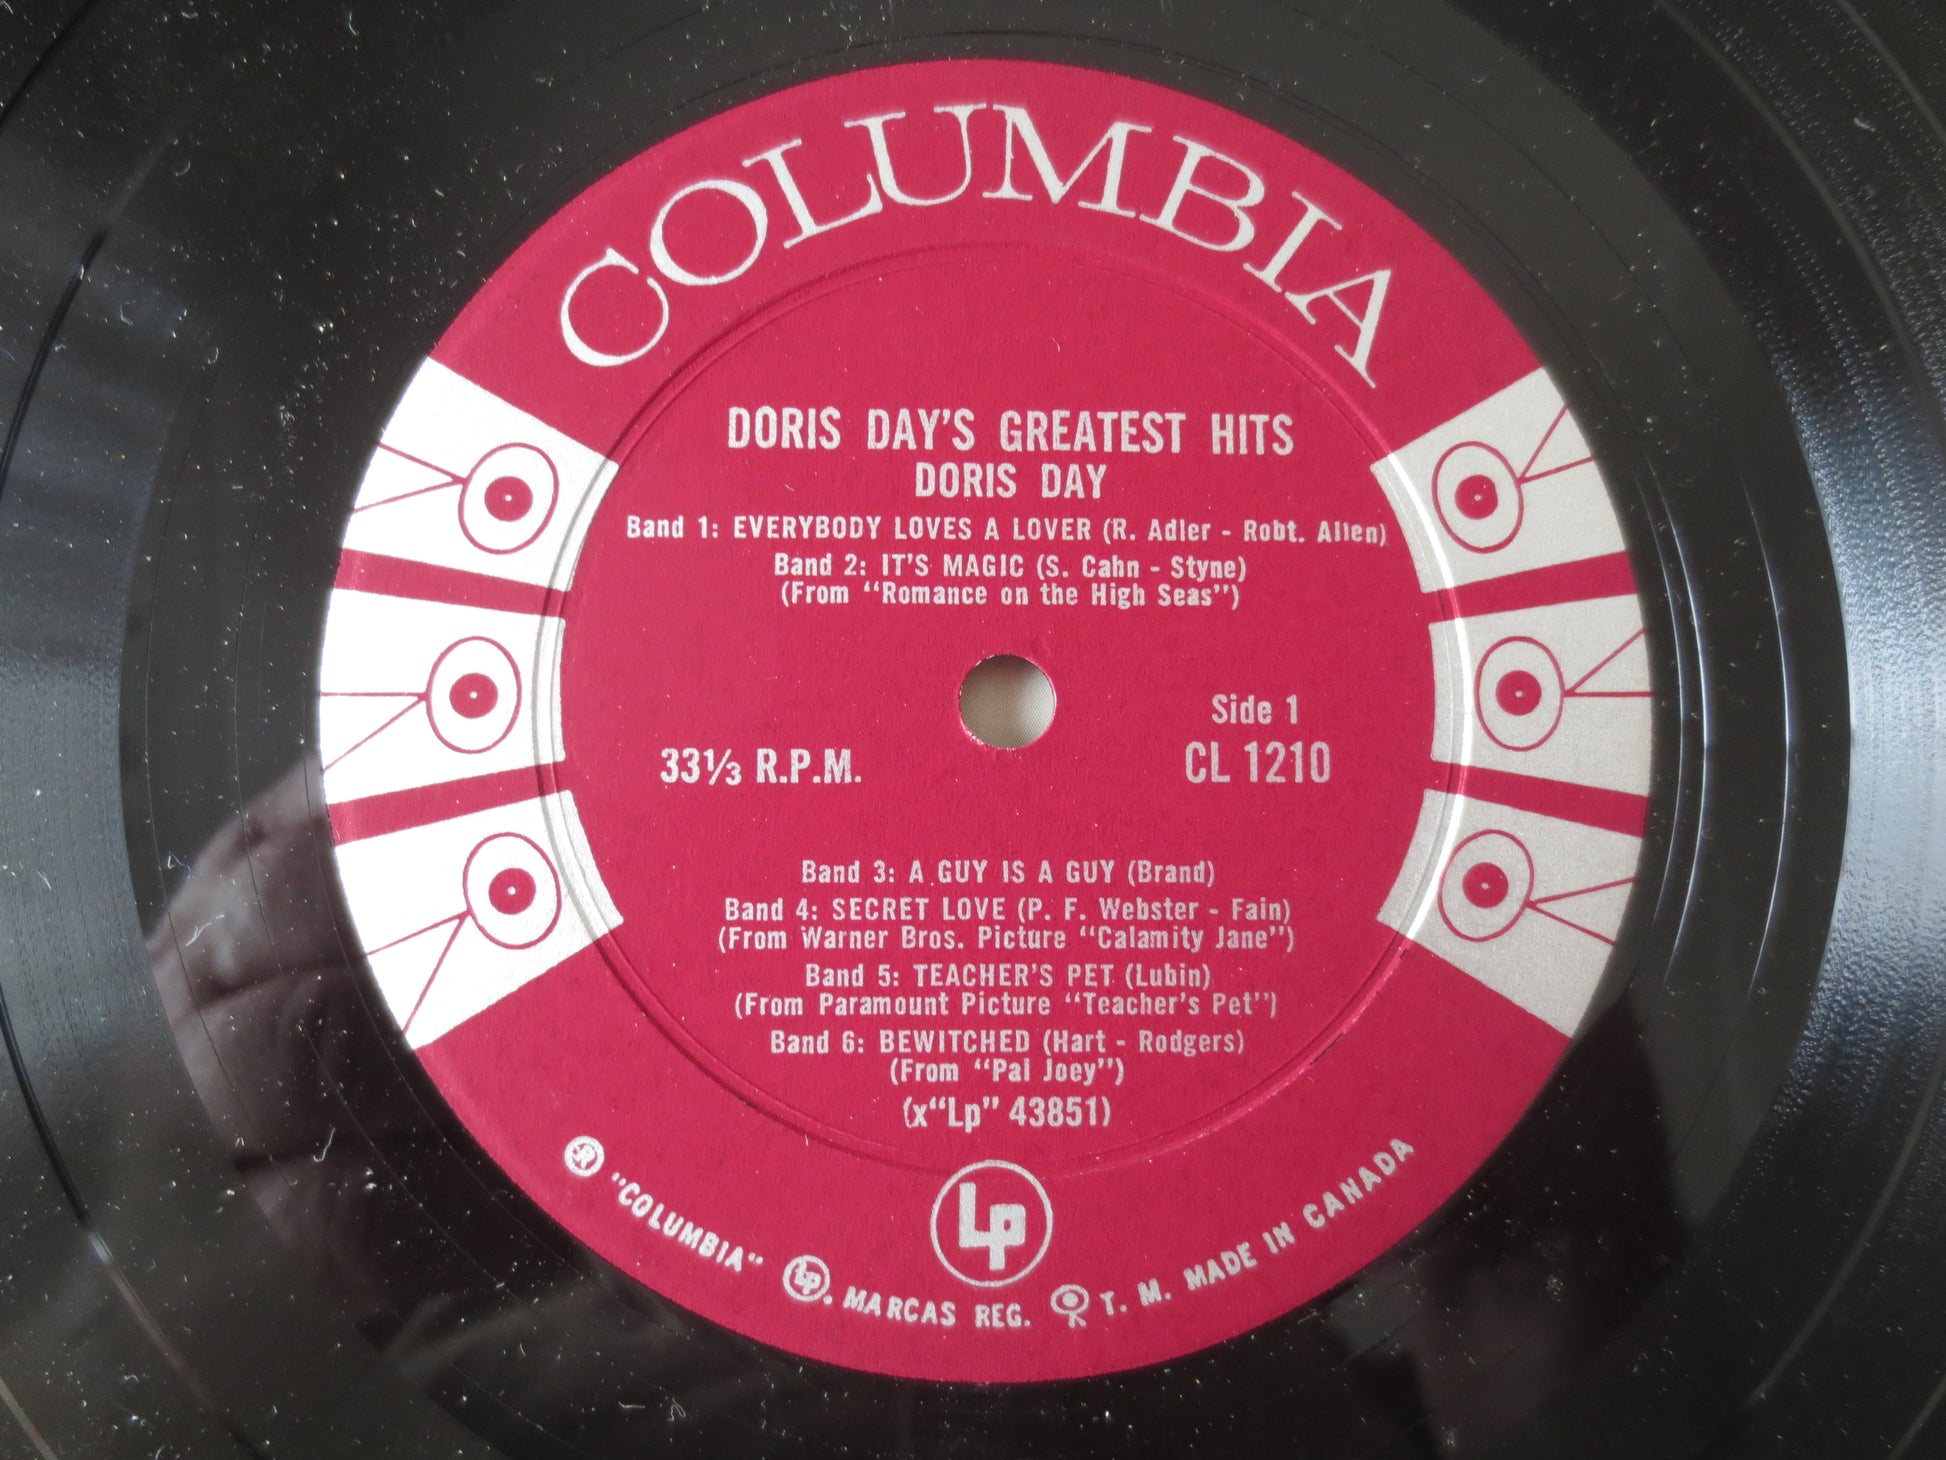 COLUMBIA
DORIS DAY'S GREATEST HITS
DORIS DAY
Band 1: EVERYBODY LOVES A LOVER (R. Adler - Robt. Allen)
Band 2: IT'S MAGIC (S. Cahn - Styne)
(From "Romance on the High Seas")
Side 1
33⅓ R.P.M.
CL 1210
Band 3: A GUY IS A GUY (Brand)
Band 4: SECRET LOVE (P. F. Webster - Fain)
(From Warner Bros. Picture "Calamity Jane")
Band 5: TEACHER'S PET (Lubin)
(From Paramount Picture "Teacher's Pet")
Band 6: BEWITCHED (Hart - Rodgers)
(From "Pal Joey")
(x"Lp" 43851)
Lp
® "COLUMBIA" Lp. MARCAS REG. T. M. MADE IN CANADA